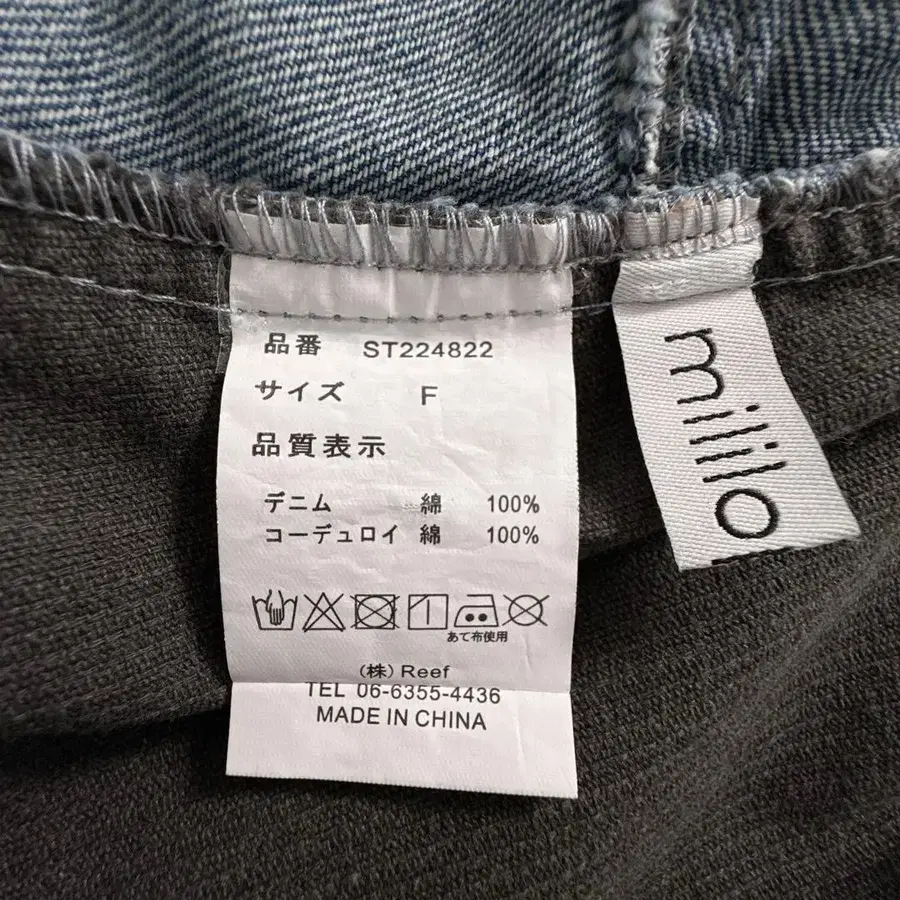 品番 ST224822
サイズ F
品質表示
デニム 綿 100%
コーデュロイ 綿 100%
あて布使用
(株) Reef
TEL 06-6355-4436
MADE IN CHINA
mililo